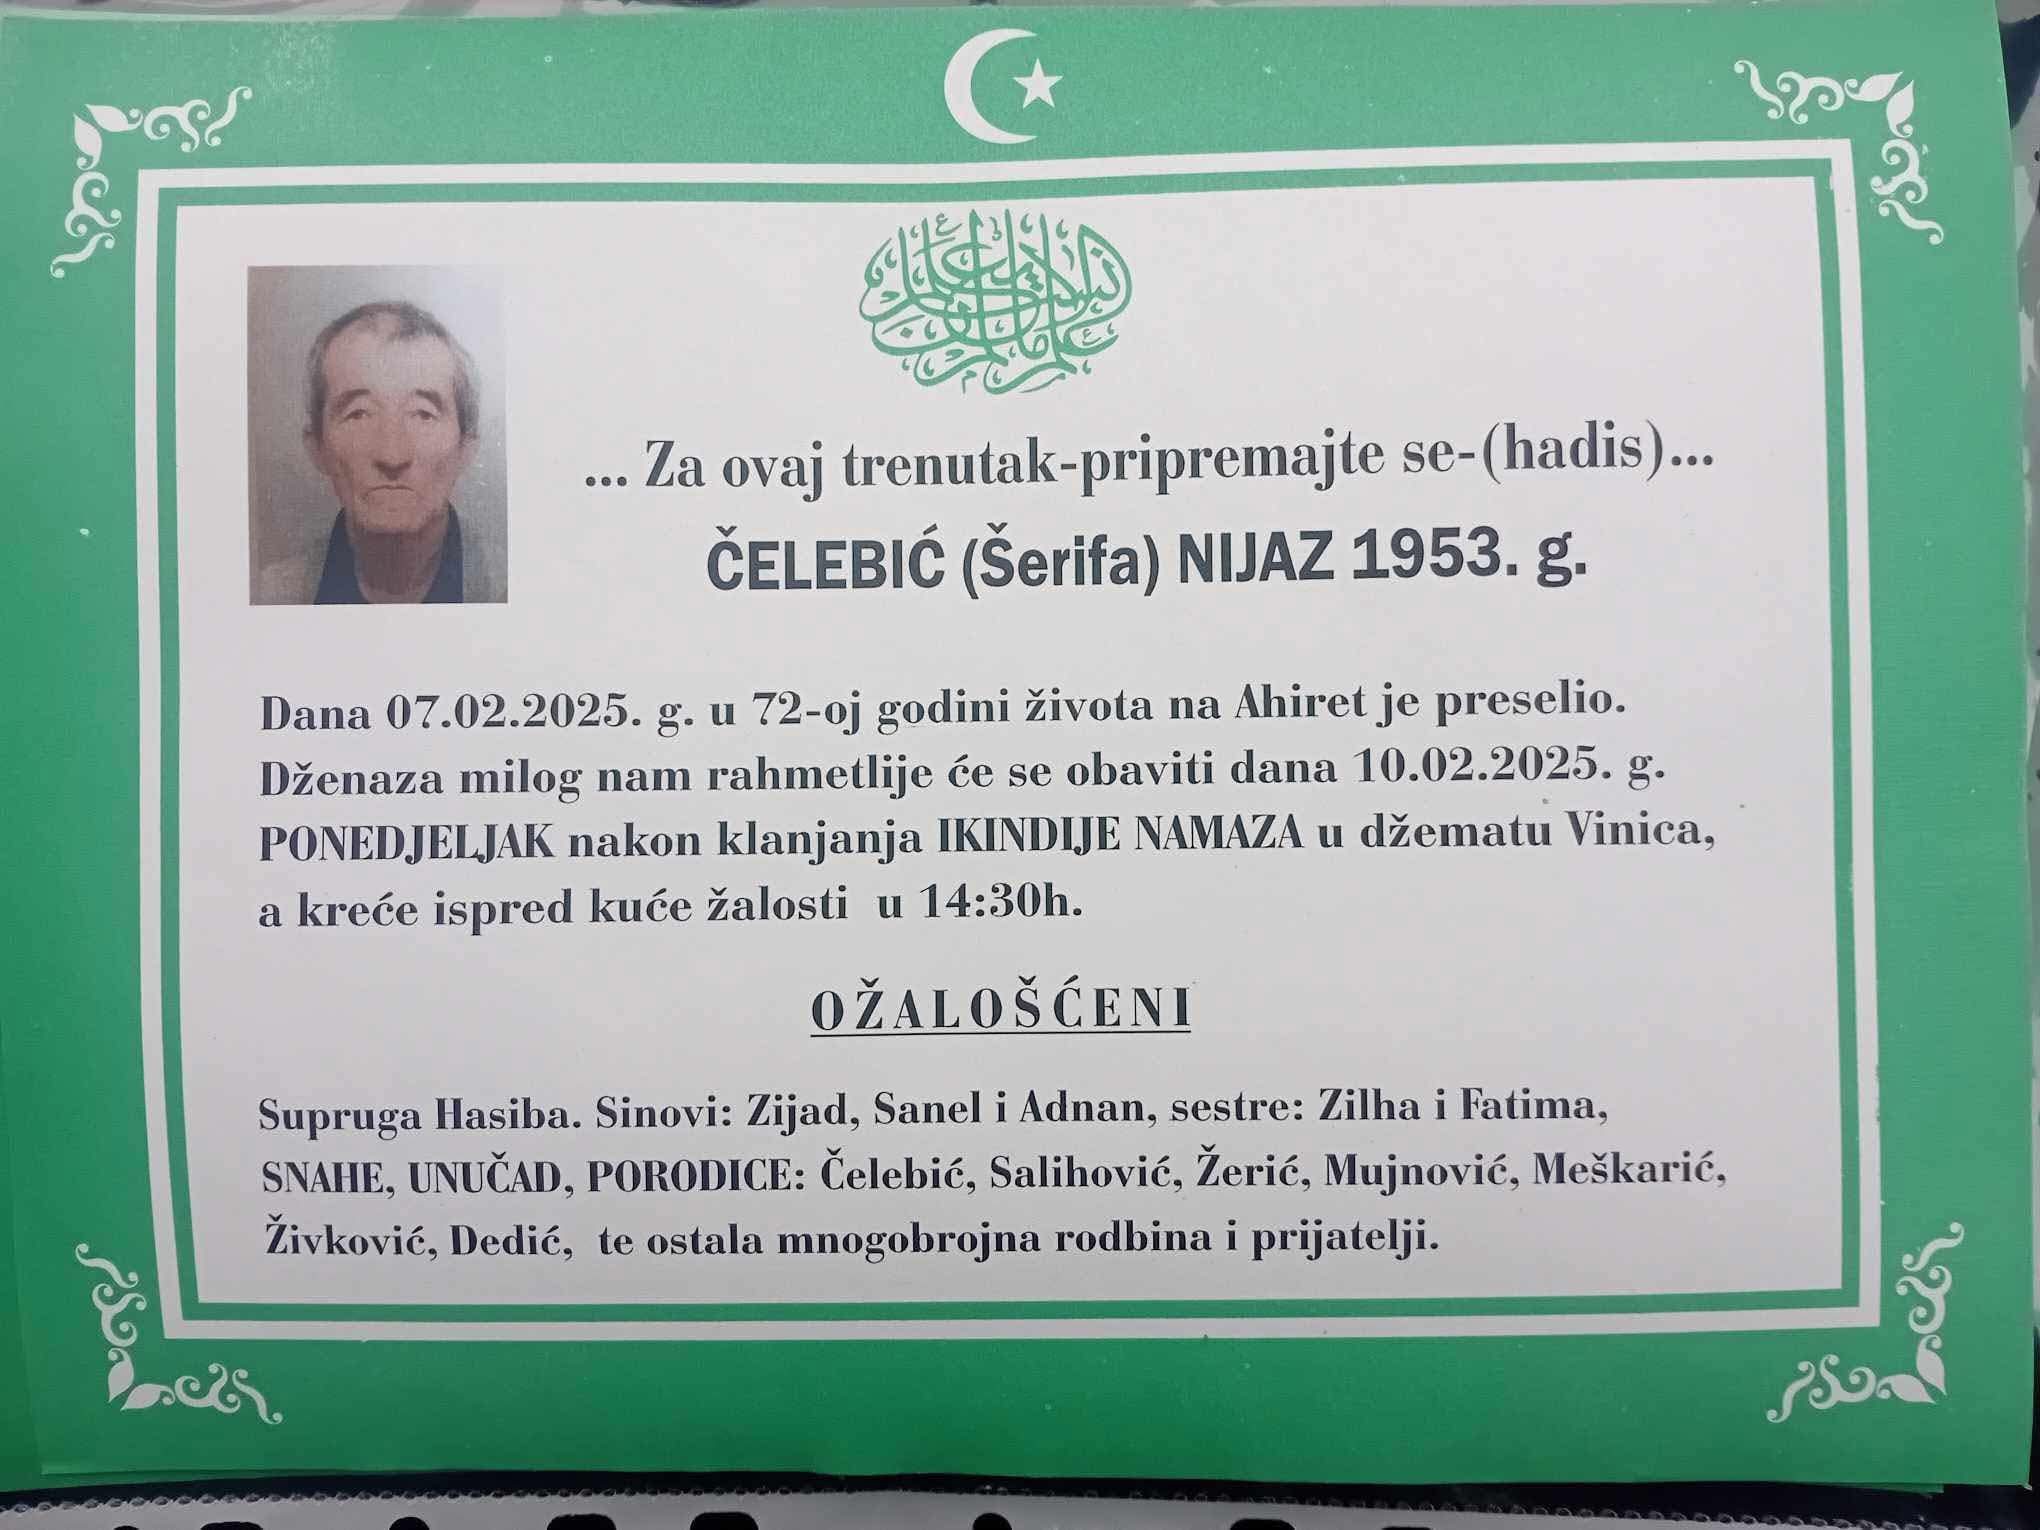 ... Za ovaj trenutak-pripremajte se-(hadis)...
ČELEBIĆ (Šerifa) NIJAZ 1953. g.
Dana 07.02.2025. g. u 72-oj godini života na Ahiret je preselio.
Dženaza milog nam rahmetlije će se obaviti dana 10.02.2025. g.
PONEDJELJAK nakon klanjanja IKINDIJE NAMAZA u džematu Vinica,
a kreće ispred kuće žalosti u 14:30h.
OŽALOŠĆENI
Supruga Hasiba. Sinovi: Zijad, Sanel i Adnan, sestre: Zilha i Fatima,
SNAHE, UNUČAD, PORODICE: Čelebić, Salihović, Žerić, Mujnović, Meškarić,
Živković, Dedić, te ostala mnogobrojna rodbina i prijatelji.